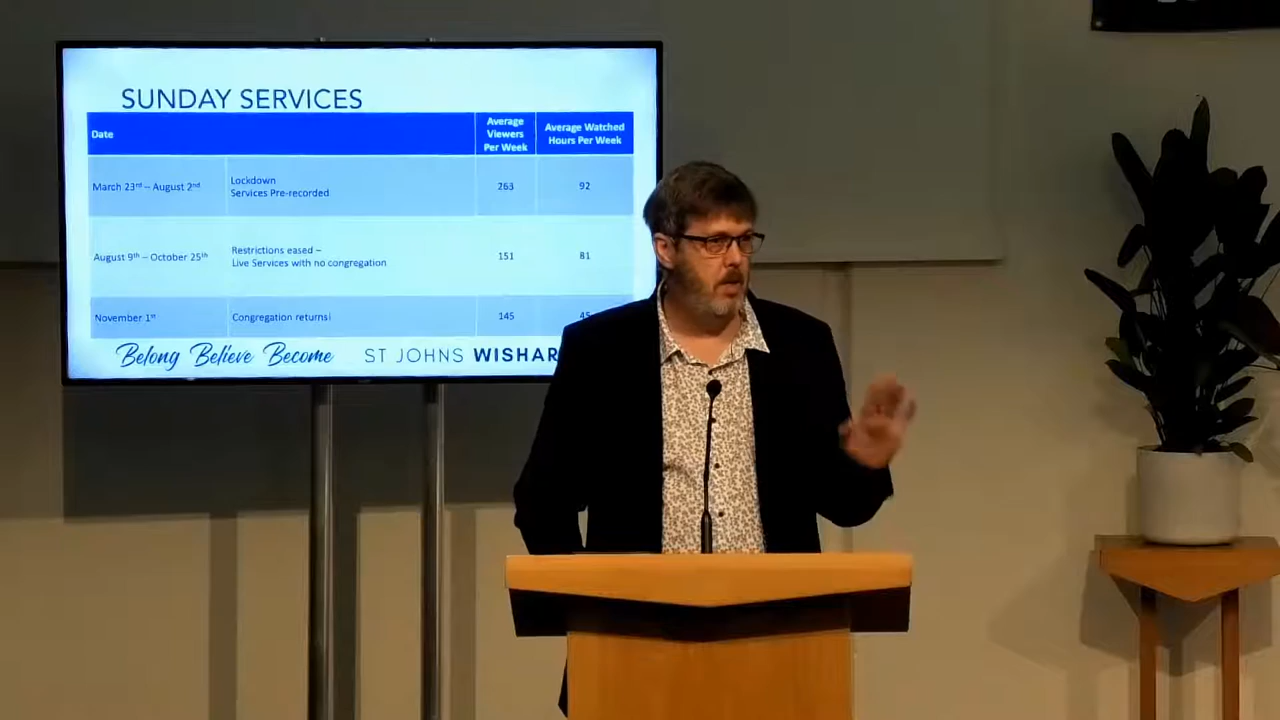 SUNDAY SERVICES
Date
Average
Viewers
Per Week
Average Watched
Hours Per Week
March 23rd – August 2nd
Lockdown
Services Pre-recorded
263
92
August 9th – October 25th
Restrictions eased –
Live Services with no congregation
151
81
November 1st
Congregation returns!
145
45
Belong Believe Become
ST JOHNS WISHAR